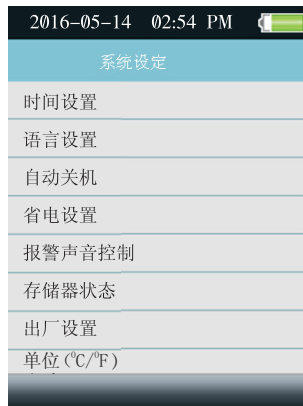 2016-05-14 02:54 PM
系统设定
时间设置
语言设置
自动关机
省电设置
报警声音控制
存储器状态
出厂设置
单位(⁰C/⁰F)